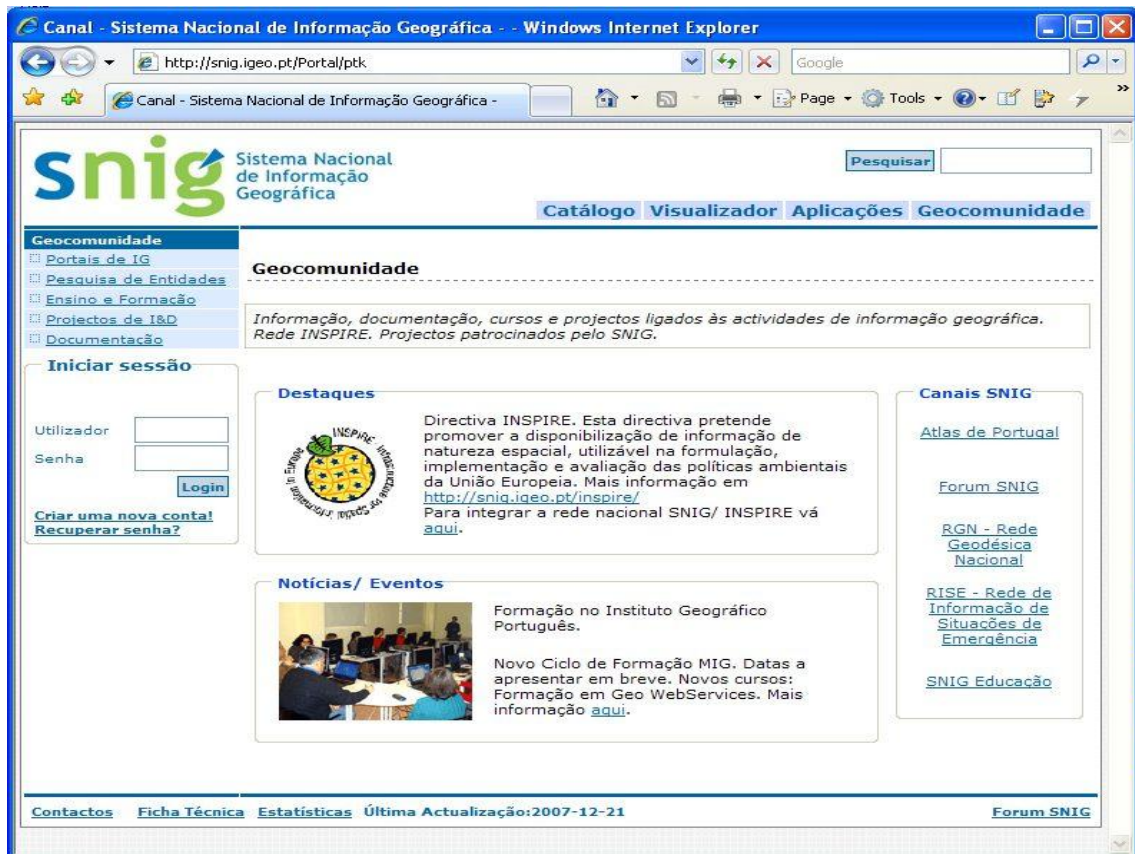 Canal - Sistema Nacional de Informação Geográfica - - Windows Internet Explorer
http://snig.igeo.pt/Portal/ptk
Google
Canal - Sistema Nacional de Informação Geográfica -
Page
Tools
snig
Sistema Nacional
de Informação
Geográfica
Pesquisar
Catálogo Visualizador Aplicações Geocomunidade
Geocomunidade
Portais de IG
Pesquisa de Entidades
Ensino e Formação
Projectos de I&D
Documentação
Iniciar sessão
Utilizador
Senha
Login
Criar uma nova conta!
Recuperar senha?
Geocomunidade
Informação, documentação, cursos e projectos ligados às actividades de informação geográfica.
Rede INSPIRE. Projectos patrocinados pelo SNIG.
Destaques
INSPIRE - Infrastructure for Spatial Information in Europe
Directiva INSPIRE. Esta directiva pretende
promover a disponibilização de informação de
natureza espacial, utilizável na formulação,
implementação e avaliação das políticas ambientais
da União Europeia. Mais informação em
http://snig.igeo.pt/inspire/
Para integrar a rede nacional SNIG/ INSPIRE vá
aqui.
Notícias/ Eventos
Formação no Instituto Geográfico
Português.
Novo Ciclo de Formação MIG. Datas a
apresentar em breve. Novos cursos:
Formação em Geo WebServices. Mais
informação aqui.
Canais SNIG
Atlas de Portugal
Forum SNIG
RGN - Rede
Geodésica
Nacional
RISE - Rede de
Informação de
Situações de
Emergência
SNIG Educação
Contactos Ficha Técnica Estatísticas Última Actualização:2007-12-21 Forum SNIG